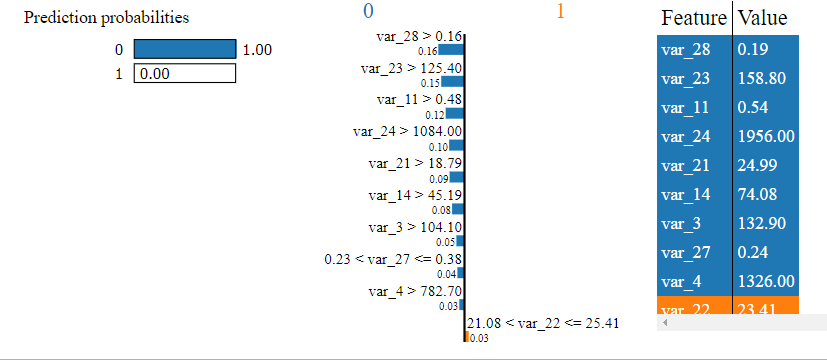 Prediction probabilities
0 1.00
1 0.00
0 1
var_28 > 0.16
0.16
var_23 > 125.40
0.15
var_11 > 0.48
0.12
var_24 > 1084.00
0.10
var_21 > 18.79
0.09
var_14 > 45.19
0.08
var_3 > 104.10
0.05
0.23 < var_27 <= 0.38
0.04
var_4 > 782.70
0.03
21.08 < var_22 <= 25.41
0.03
Feature Value
var_28 0.19
var_23 158.80
var_11 0.54
var_24 1956.00
var_21 24.99
var_14 74.08
var_3 132.90
var_27 0.24
var_4 1326.00
var_22 23.41